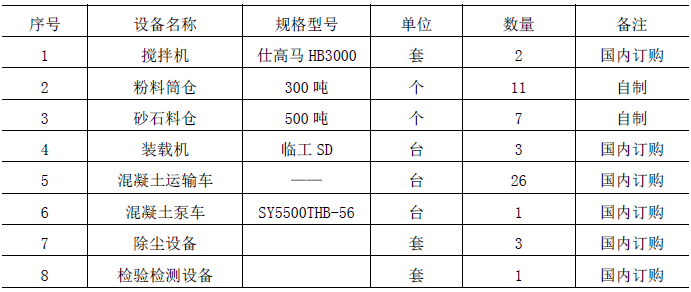 序号 设备名称 规格型号 单位 数量 备注
1 搅拌机 仕高马 HB3000 套 2 国内订购
2 粉料筒仓 300 吨 个 11 自制
3 砂石料仓 500 吨 个 7 自制
4 装载机 临工 SD 台 3 国内订购
5 混凝土运输车 —— 台 26 国内订购
6 混凝土泵车 SY5500THB-56 台 1 国内订购
7 除尘设备 套 3 国内订购
8 检验检测设备 套 1 国内订购